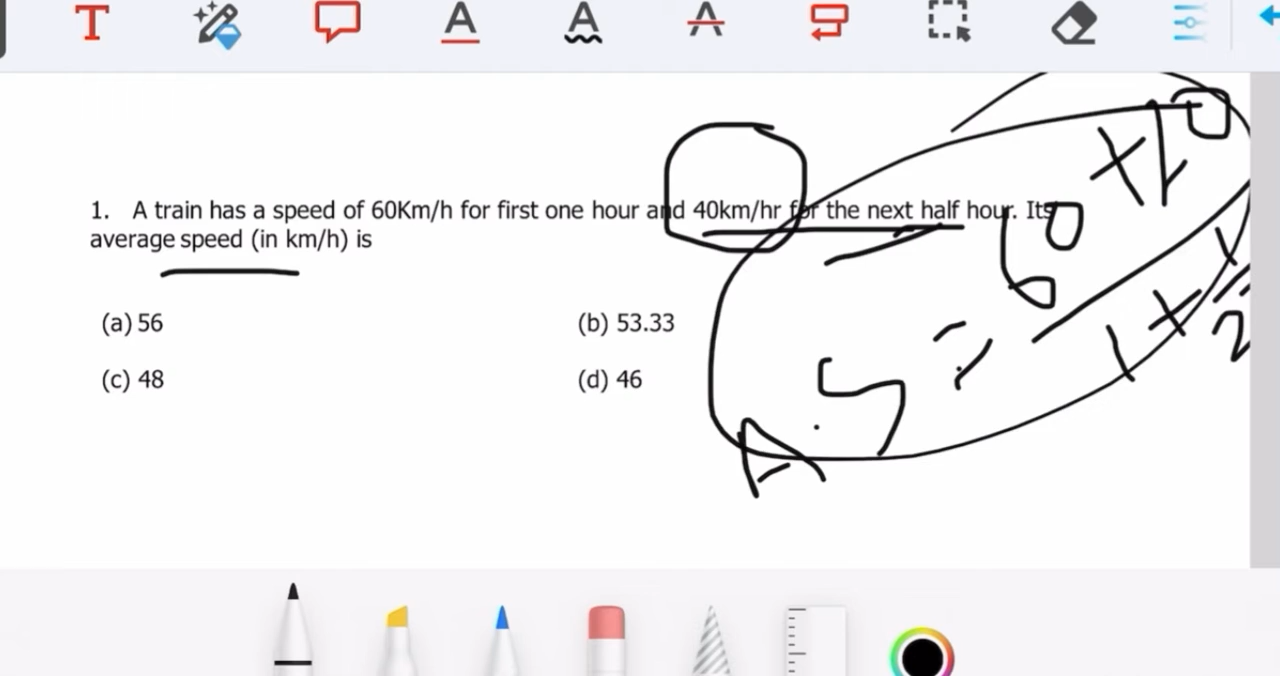 1. A train has a speed of 60Km/h for first one hour and 40km/hr for the next half hour. Its
average speed (in km/h) is
(a) 56 (b) 53.33
(c) 48 (d) 46
A.S =
60 X
1 + 1/2